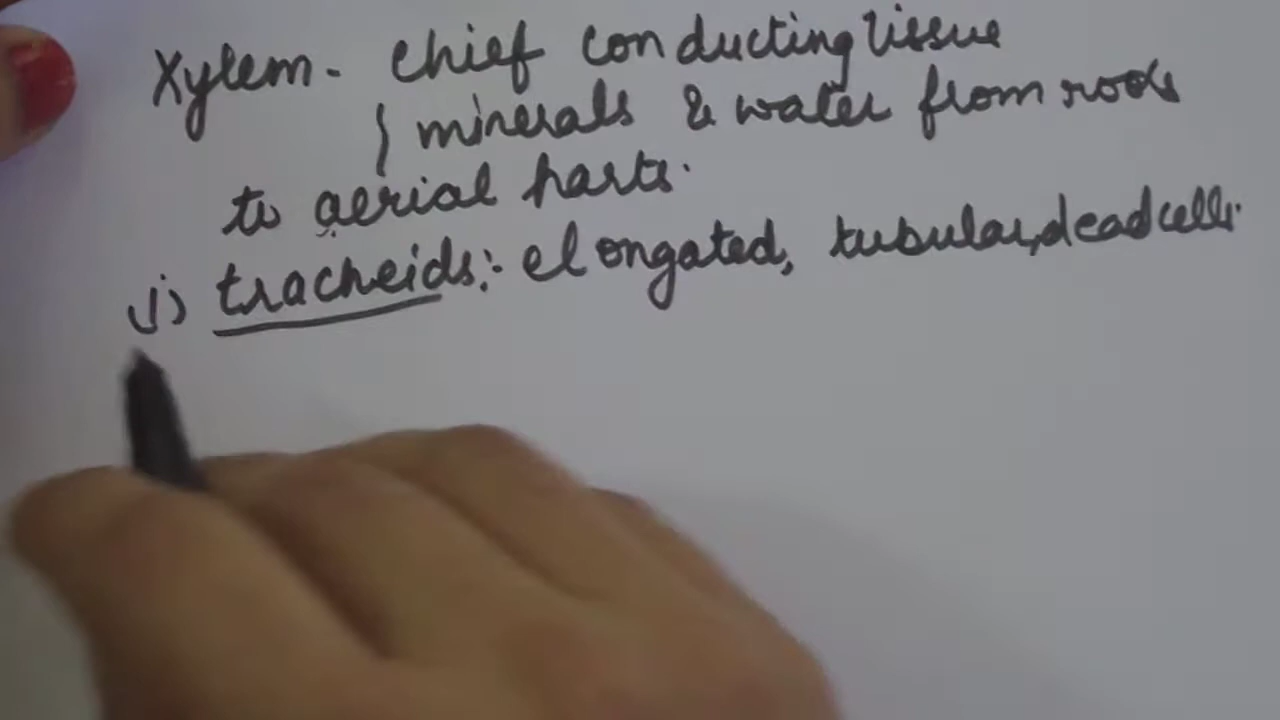 Xylem - chief conducting tissue
{ minerals & water from roots
to aerial parts.
(i) tracheids:- elongated, tubular, dead cells.